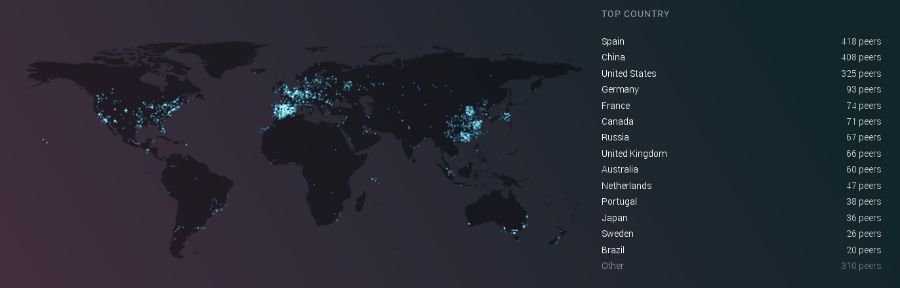 TOP COUNTRY
Spain 418 peers
China 408 peers
United States 325 peers
Germany 93 peers
France 74 peers
Canada 71 peers
Russia 67 peers
United Kingdom 66 peers
Australia 60 peers
Netherlands 47 peers
Portugal 38 peers
Japan 36 peers
Sweden 26 peers
Brazil 20 peers
Other 310 peers